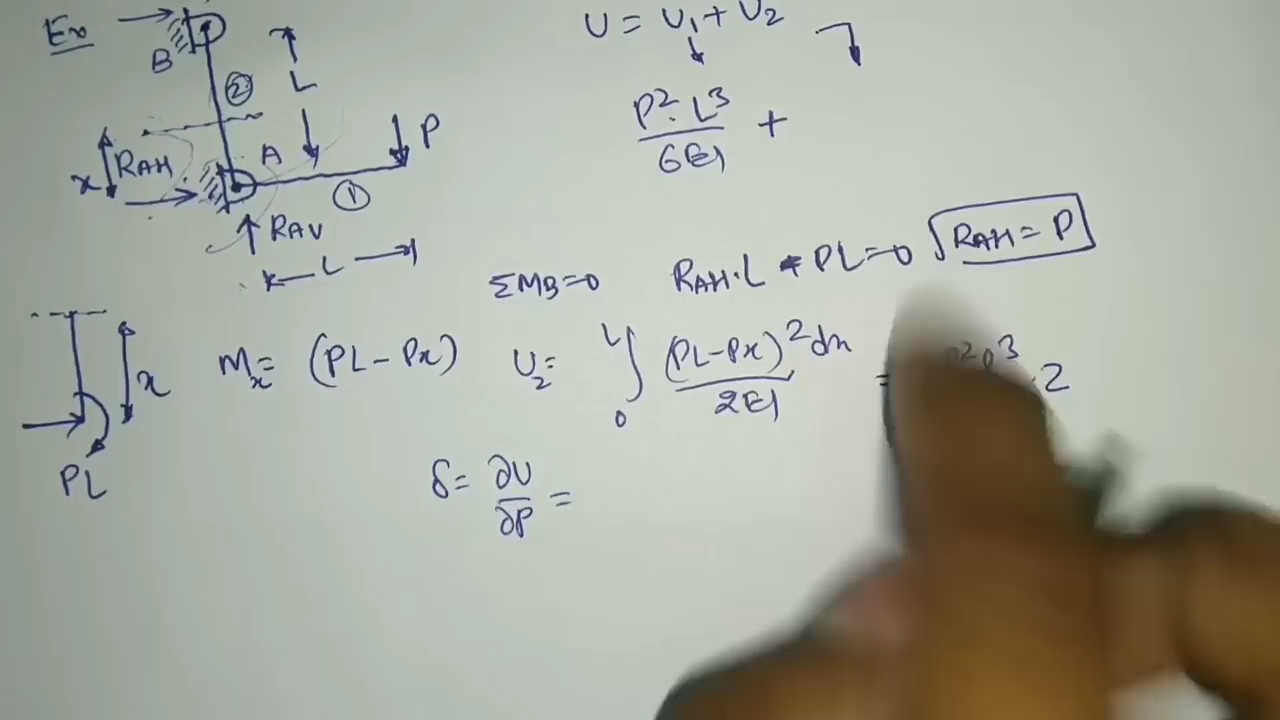 Ex
B
②
L
x
RAH
A
P
①
RAV
L
U = U1 + U2
P². L³ / 6EI +
ΣMB=0 RAH.L - PL=0 RAH = P
x
PL
Mx = (PL - Px) U2 = ∫0L (PL-Px)² dx / 2EI = 2
δ = ∂U / ∂P =